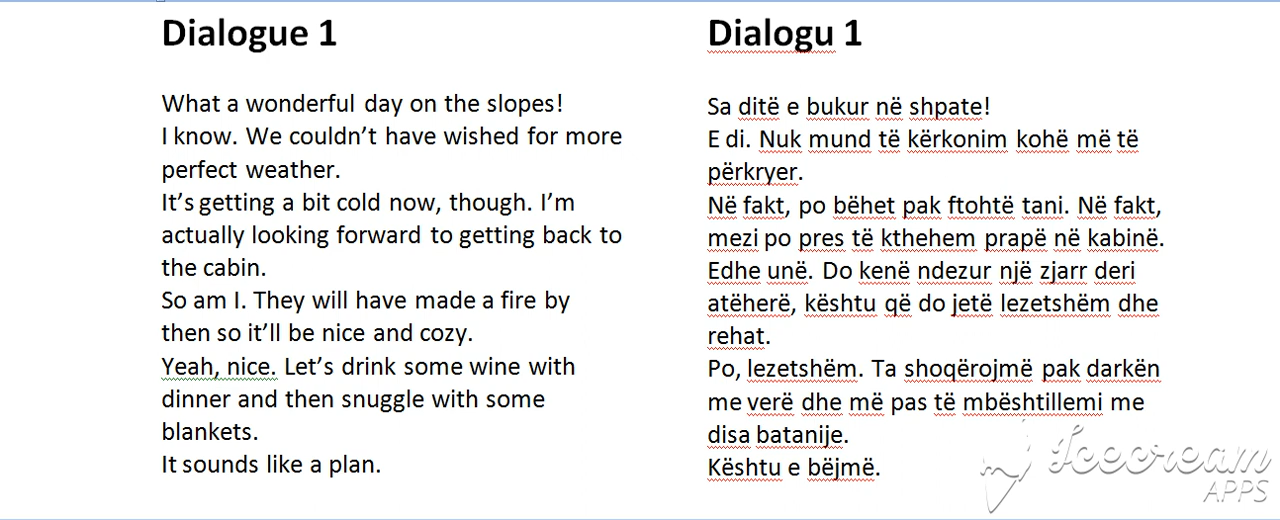 Dialogue 1
What a wonderful day on the slopes!
I know. We couldn't have wished for more
perfect weather.
It's getting a bit cold now, though. I'm
actually looking forward to getting back to
the cabin.
So am I. They will have made a fire by
then so it'll be nice and cozy.
Yeah, nice. Let's drink some wine with
dinner and then snuggle with some
blankets.
It sounds like a plan.
Dialogu 1
Sa ditë e bukur në shpate!
E di. Nuk mund të kërkonim kohë më të
përkryer.
Në fakt, po bëhet pak ftohtë tani. Në fakt,
mezi po pres të kthehem prapë në kabinë.
Edhe unë. Do kenë ndezur një zjarr deri
atëherë, kështu që do jetë lezetshëm dhe
rehat.
Po, lezetshëm. Ta shoqërojmë pak darkën
me verë dhe më pas të mbështillemi me
disa batanije.
Kështu e bëjmë.
Icecream
APPS